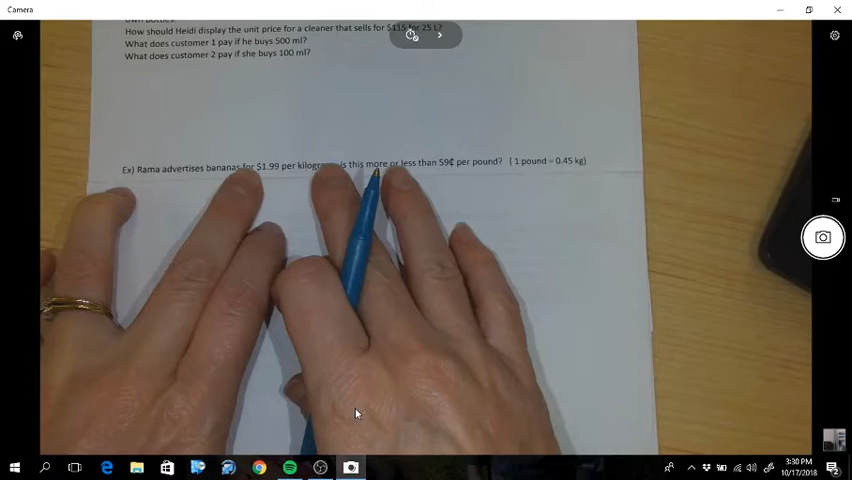 Camera
own bottles.
How should Heidi display the unit price for a cleaner that sells for $115 for 25 L?
What does customer 1 pay if he buys 500 ml?
What does customer 2 pay if she buys 100 ml?
Ex) Rama advertises bananas for $1.99 per kilogram. Is this more or less than 59¢ per pound? ( 1 pound = 0.45 kg)
3:30 PM
10/17/2018